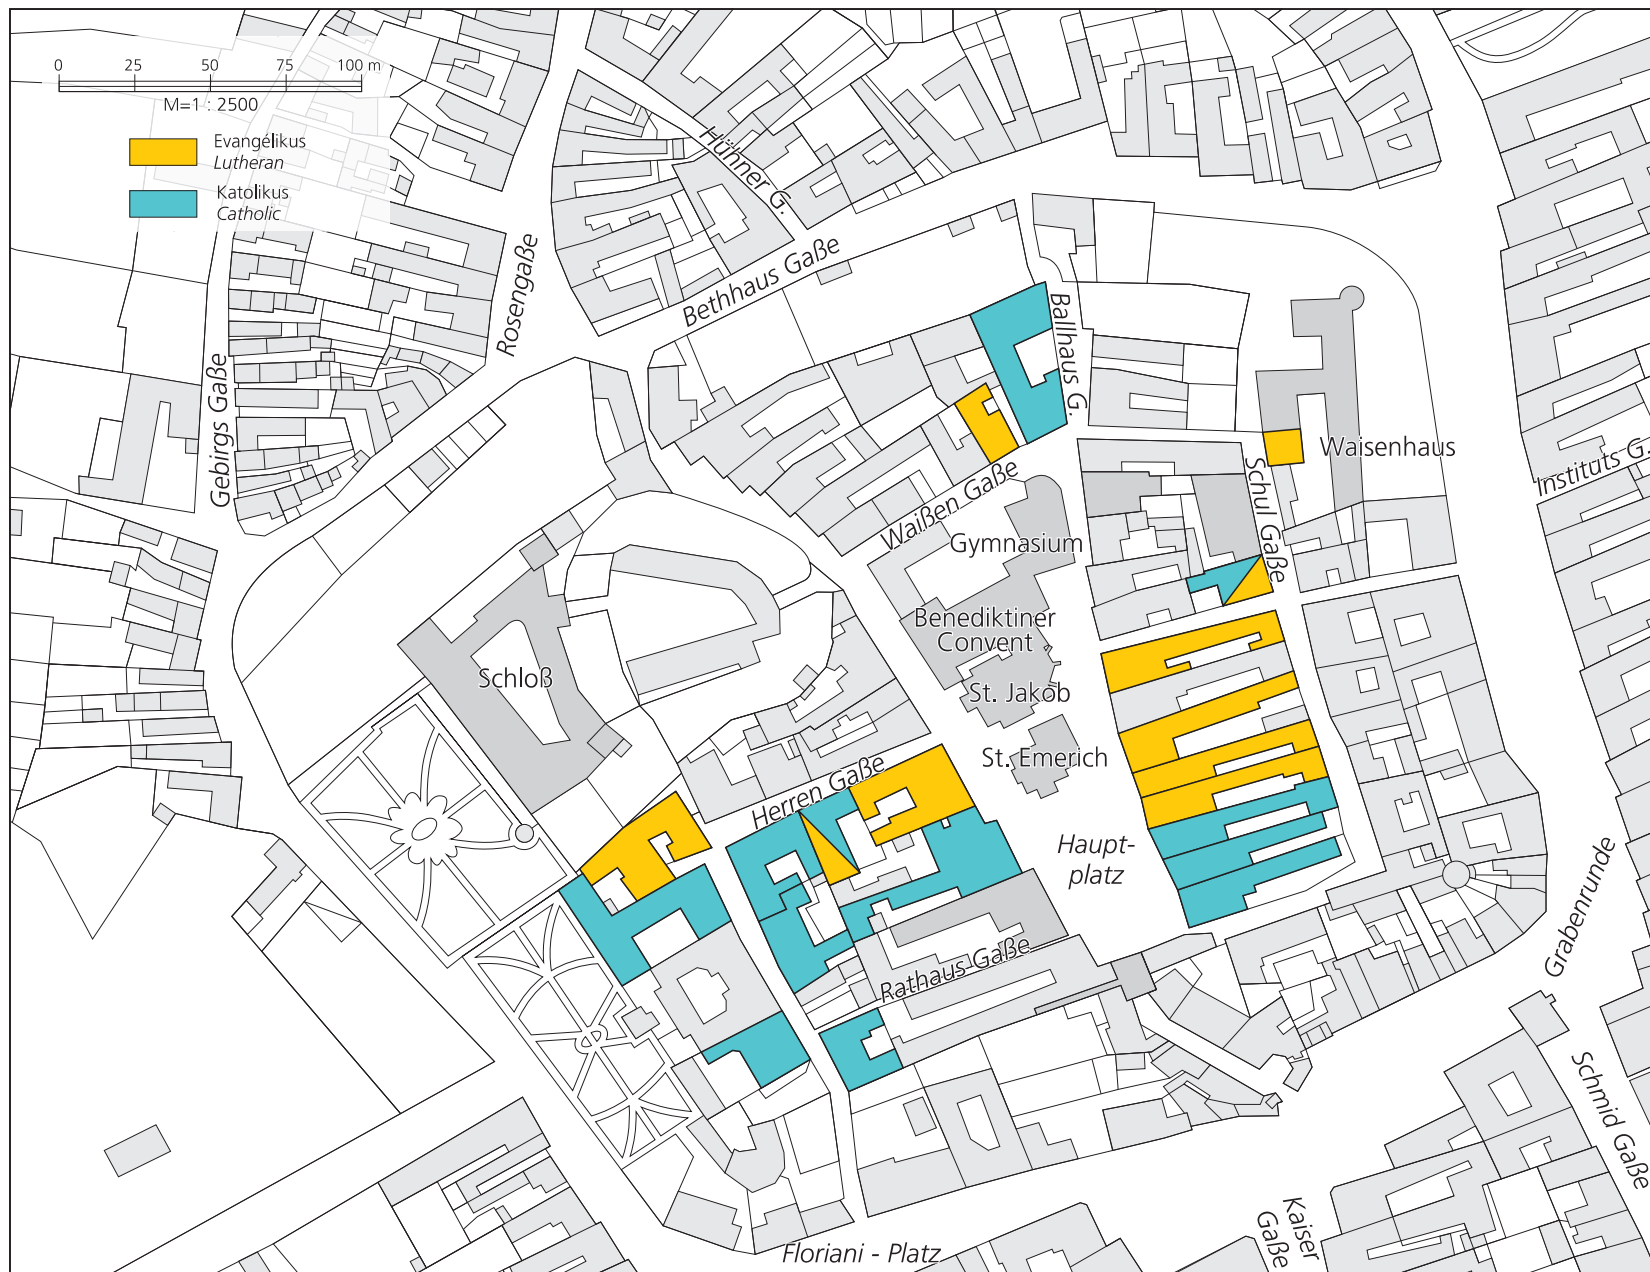 0 25 50 75 100 m
M=1 : 2500
Evangélikus
Lutheran
Katolikus
Catholic
Hühner G.
Rosengaße
Bethhaus Gaße
Ballhaus G.
Gebirgs Gaße
Waisenhaus
Schul Gaße
Instituts G.
Waißen Gaße
Gymnasium
Benediktiner
Convent
Schloß
St. Jakob
St. Emerich
Herren Gaße
Haupt-
platz
Rathaus Gaße
Grabenrunde
Schmid Gaße
Kaiser
Gaße
Floriani - Platz